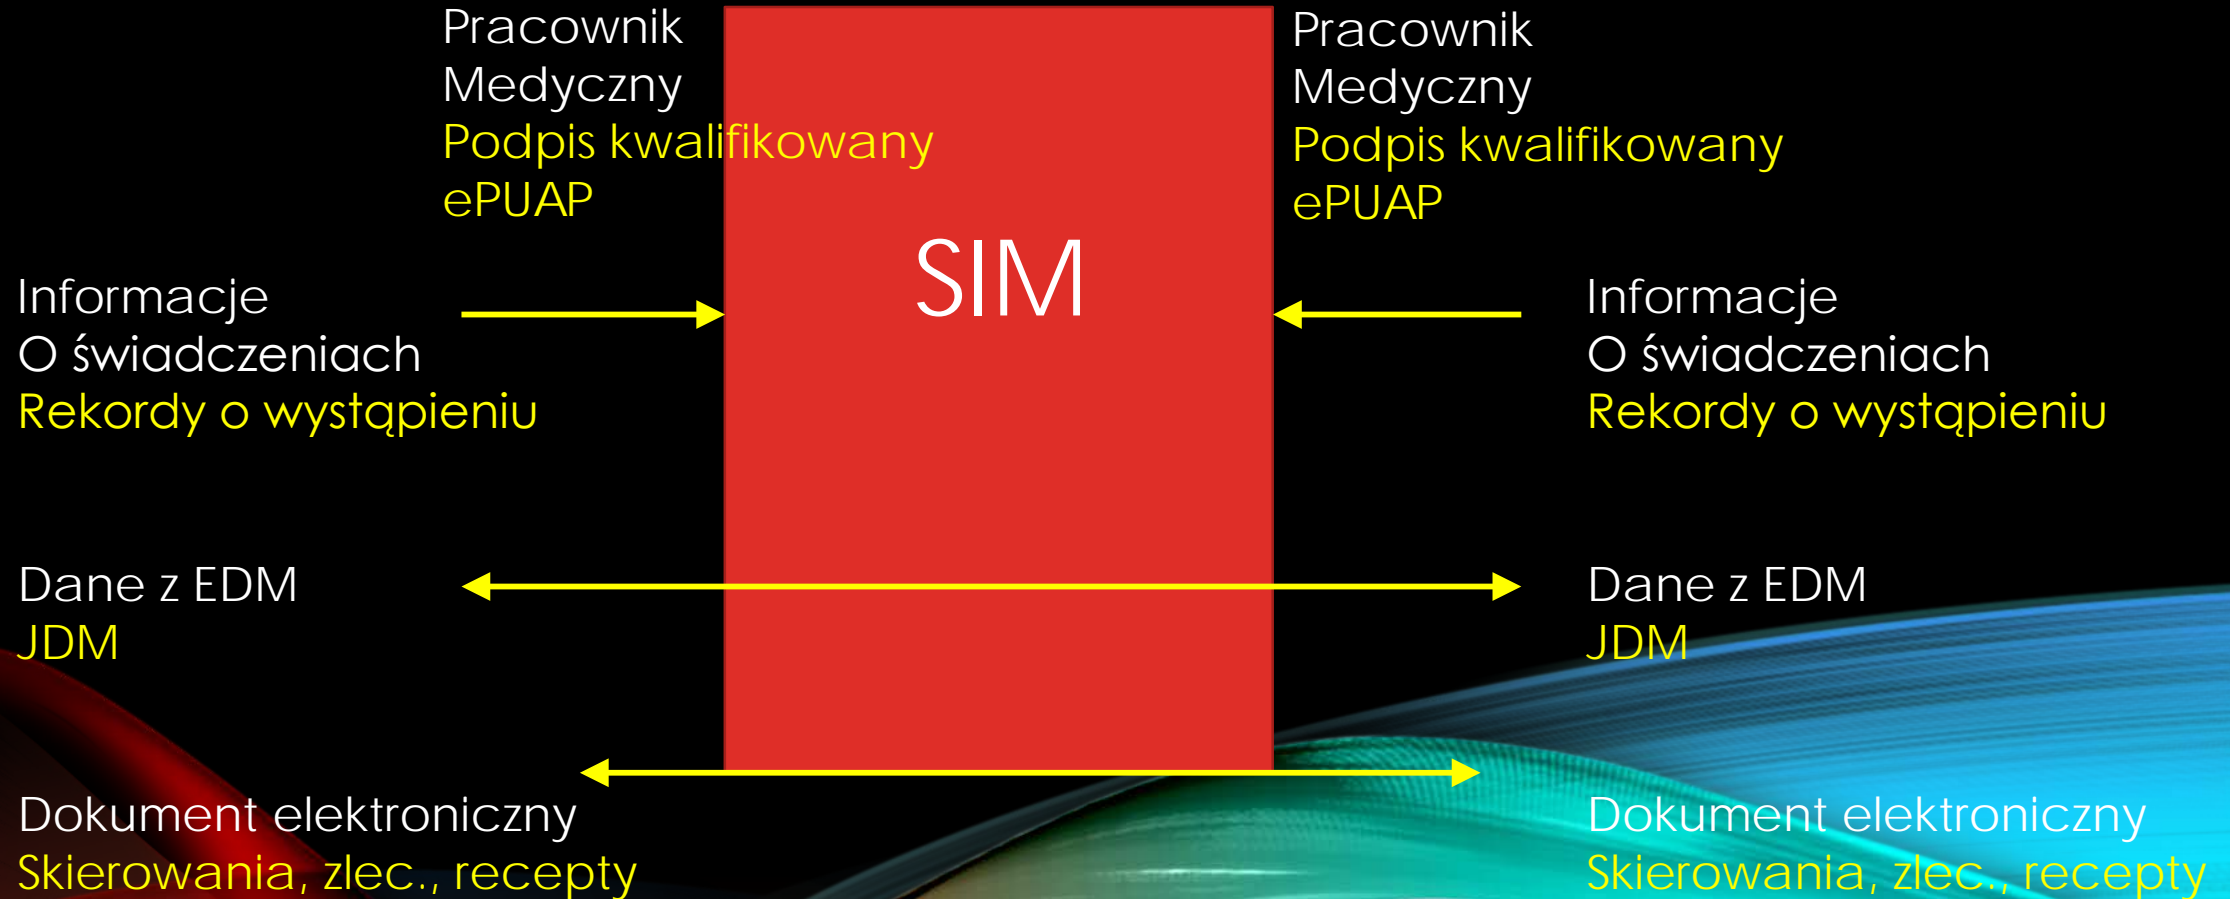 Pracownik
Medyczny
Podpis kwalifikowany
ePUAP
Pracownik
Medyczny
Podpis kwalifikowany
ePUAP
SIM
Informacje
O świadczeniach
Rekordy o wystąpieniu
Informacje
O świadczeniach
Rekordy o wystąpieniu
Dane z EDM
JDM
Dane z EDM
JDM
Dokument elektroniczny
Skierowania, zlec., recepty
Dokument elektroniczny
Skierowania, zlec., recepty